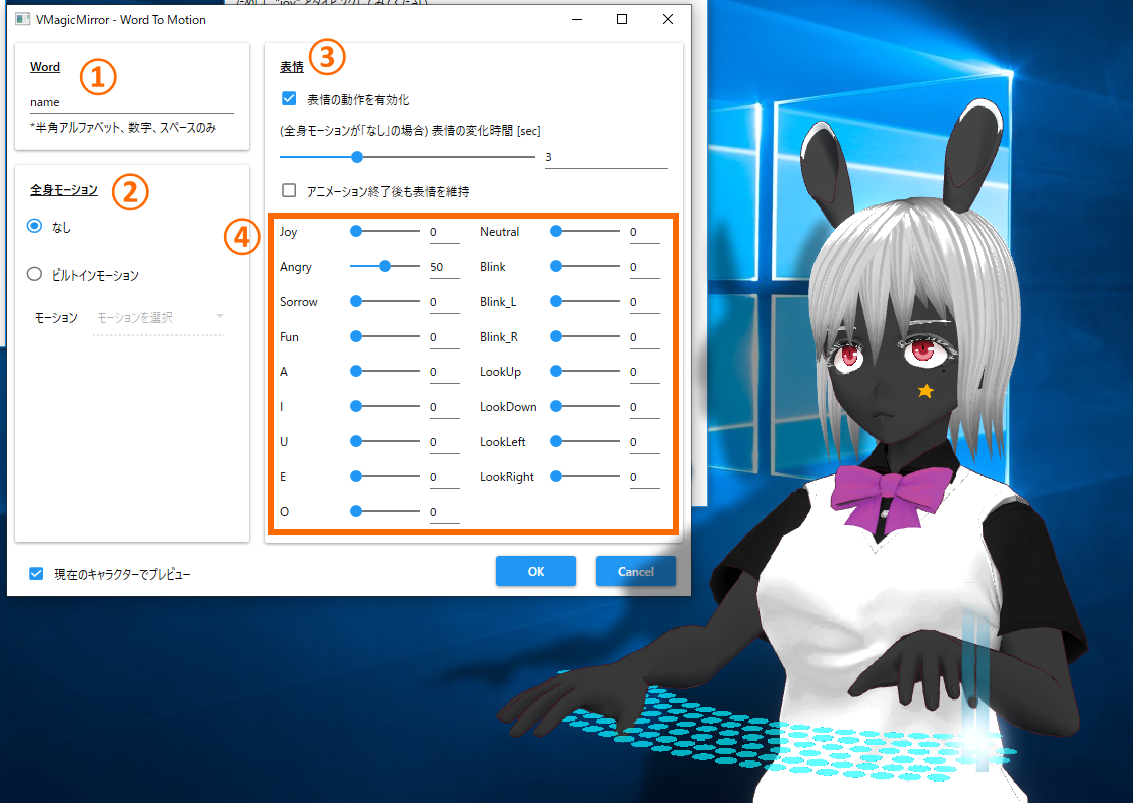 VMagicMirror - Word To Motion
Word
①
name
*半角アルファベット、数字、スペースのみ
全身モーション
②
なし
ビルトインモーション
モーション
モーションを選択
表情
③
表情の動作を有効化
(全身モーションが「なし」の場合) 表情の変化時間 [sec]
3
アニメーション終了後も表情を維持
④
Joy 0 Neutral 0
Angry 50 Blink 0
Sorrow 0 Blink_L 0
Fun 0 Blink_R 0
A 0 LookUp 0
I 0 LookDown 0
U 0 LookLeft 0
E 0 LookRight 0
O 0
現在のキャラクターでプレビュー
OK
Cancel